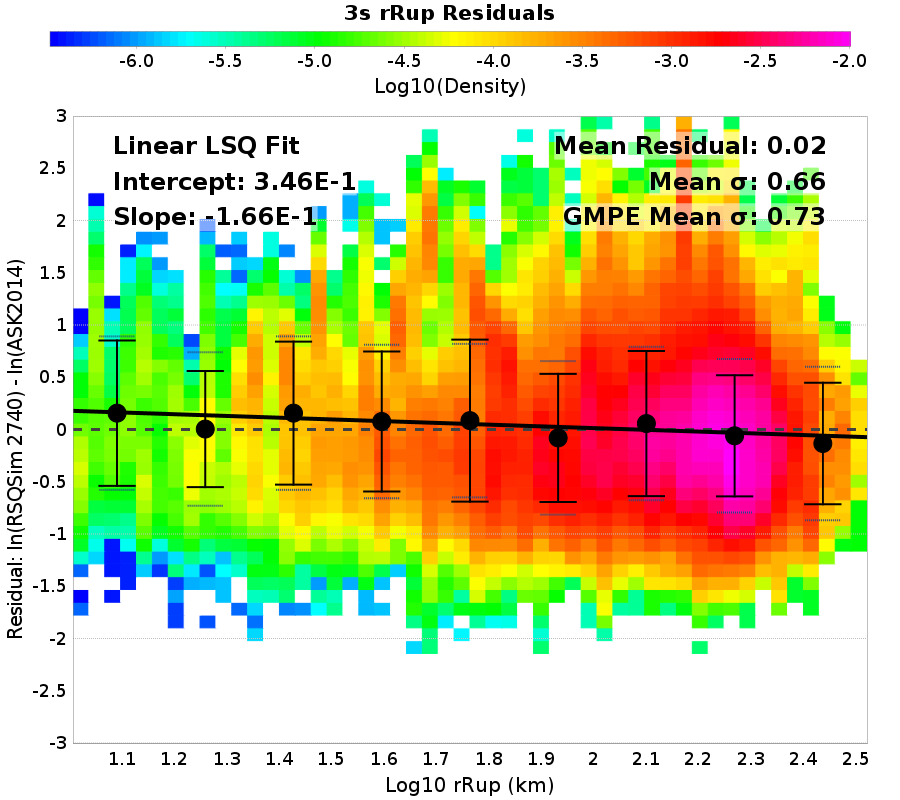 3s rRup Residuals
-6.0 -5.5 -5.0 -4.5 -4.0 -3.5 -3.0 -2.5 -2.0
Log10(Density)
Linear LSQ Fit
Intercept: 3.46E-1
Slope: -1.66E-1
Mean Residual: 0.02
Mean σ: 0.66
GMPE Mean σ: 0.73
Residual: ln(RSQSim 2740) - ln(ASK2014)
3
2.5
2
1.5
1
0.5
0
-0.5
-1
-1.5
-2
-2.5
-3
1.1 1.2 1.3 1.4 1.5 1.6 1.7 1.8 1.9 2 2.1 2.2 2.3 2.4 2.5
Log10 rRup (km)